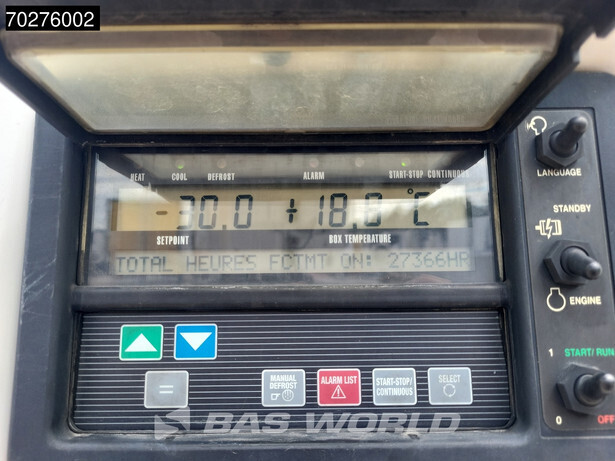 70276002
HEAT COOL DEFROST ALARM START-STOP CONTINUOUS
-30.0 +18.0 °C
SETPOINT BOX TEMPERATURE
TOTAL HEURES FCTMT ON: 27366HR
LANGUAGE
STANDBY
ENGINE
1 START/RUN
0 OFF
=
MANUAL DEFROST
ALARM LIST
START-STOP/ CONTINUOUS
SELECT
BAS WORLD